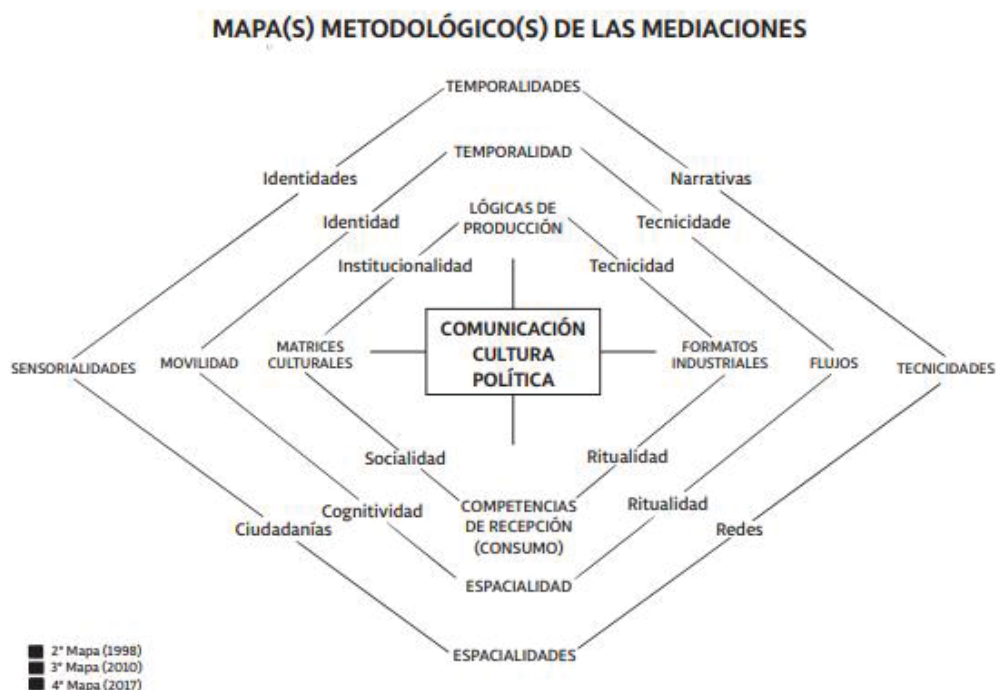 MAPA(S) METODOLÓGICO(S) DE LAS MEDIACIONES
TEMPORALIDADES
TEMPORALIDAD
Identidades
Narrativas
LÓGICAS DE
PRODUCCIÓN
Identidad
Tecnicidade
Institucionalidad
Tecnicidad
COMUNICACIÓN
CULTURA
POLÍTICA
SENSORIALIDADES
MOVILIDAD
MATRICES
CULTURALES
FORMATOS
INDUSTRIALES
FLUJOS
TECNICIDADES
Socialidad
Ritualidad
Cognitividad
COMPETENCIAS
DE RECEPCIÓN
(CONSUMO)
Ritualidad
Ciudadanías
Redes
ESPACIALIDAD
ESPACIALIDADES
2° Mapa (1998)
3° Mapa (2010)
4° Mapa (2017)